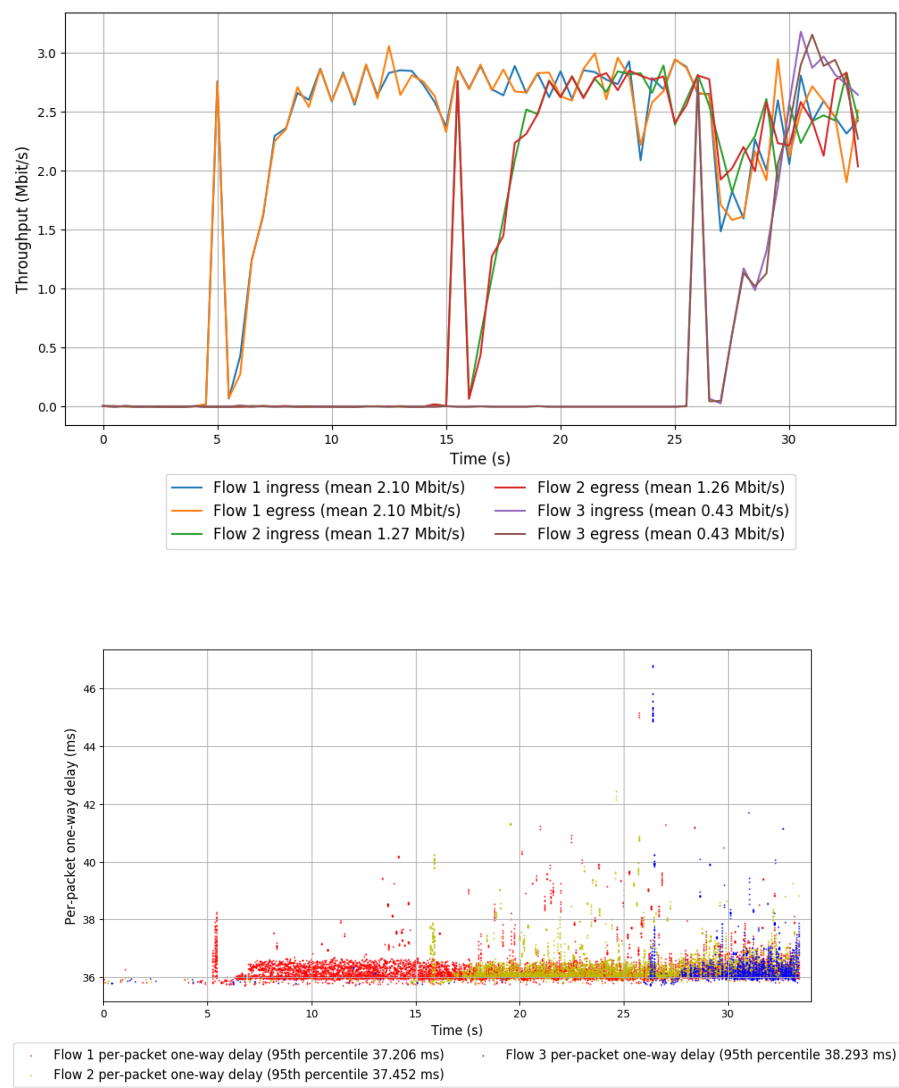 3.0
2.5
2.0
1.5
1.0
0.5
0.0
Throughput (Mbit/s)
0 5 10 15 20 25 30
Time (s)
Flow 1 ingress (mean 2.10 Mbit/s) Flow 2 egress (mean 1.26 Mbit/s)
Flow 1 egress (mean 2.10 Mbit/s) Flow 3 ingress (mean 0.43 Mbit/s)
Flow 2 ingress (mean 1.27 Mbit/s) Flow 3 egress (mean 0.43 Mbit/s)
46
44
42
40
38
36
Per-packet one-way delay (ms)
0 5 10 15 20 25 30
Time (s)
Flow 1 per-packet one-way delay (95th percentile 37.206 ms) Flow 3 per-packet one-way delay (95th percentile 38.293 ms)
Flow 2 per-packet one-way delay (95th percentile 37.452 ms)